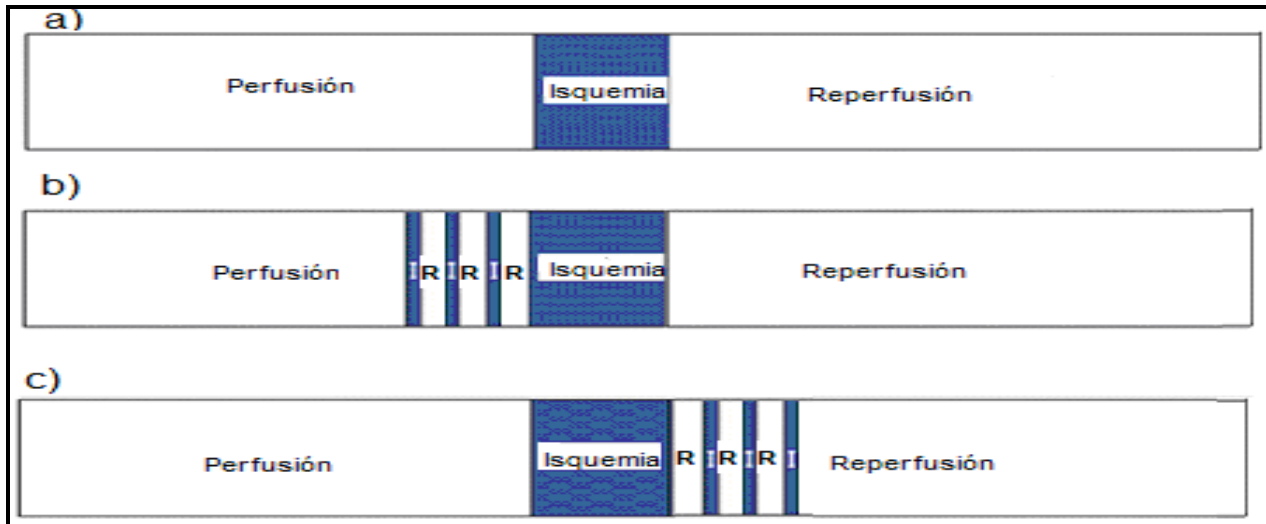 a)
Perfusión Isquemia Reperfusión
b)
Perfusión I R I R I R Isquemia Reperfusión
c)
Perfusión Isquemia R I R I R I Reperfusión